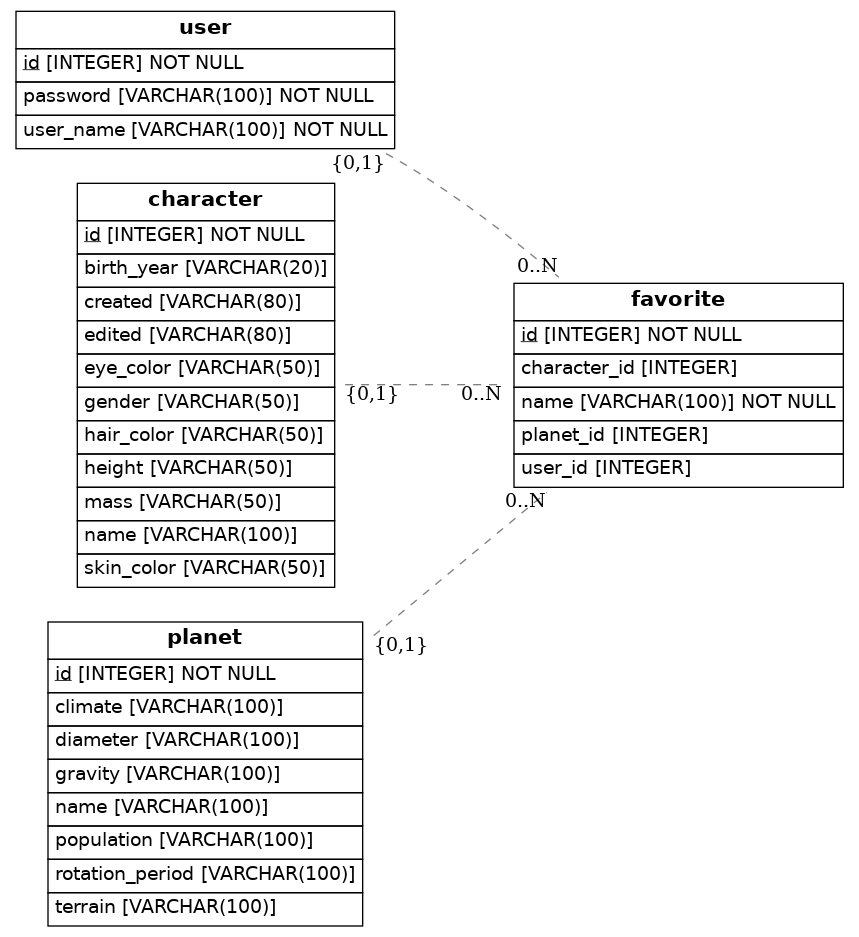 user
id [INTEGER] NOT NULL
password [VARCHAR(100)] NOT NULL
user_name [VARCHAR(100)] NOT NULL
{0,1}
0..N
character
id [INTEGER] NOT NULL
birth_year [VARCHAR(20)]
created [VARCHAR(80)]
edited [VARCHAR(80)]
eye_color [VARCHAR(50)]
gender [VARCHAR(50)]
hair_color [VARCHAR(50)]
height [VARCHAR(50)]
mass [VARCHAR(50)]
name [VARCHAR(100)]
skin_color [VARCHAR(50)]
{0,1}
0..N
favorite
id [INTEGER] NOT NULL
character_id [INTEGER]
name [VARCHAR(100)] NOT NULL
planet_id [INTEGER]
user_id [INTEGER]
0..N
{0,1}
planet
id [INTEGER] NOT NULL
climate [VARCHAR(100)]
diameter [VARCHAR(100)]
gravity [VARCHAR(100)]
name [VARCHAR(100)]
population [VARCHAR(100)]
rotation_period [VARCHAR(100)]
terrain [VARCHAR(100)]